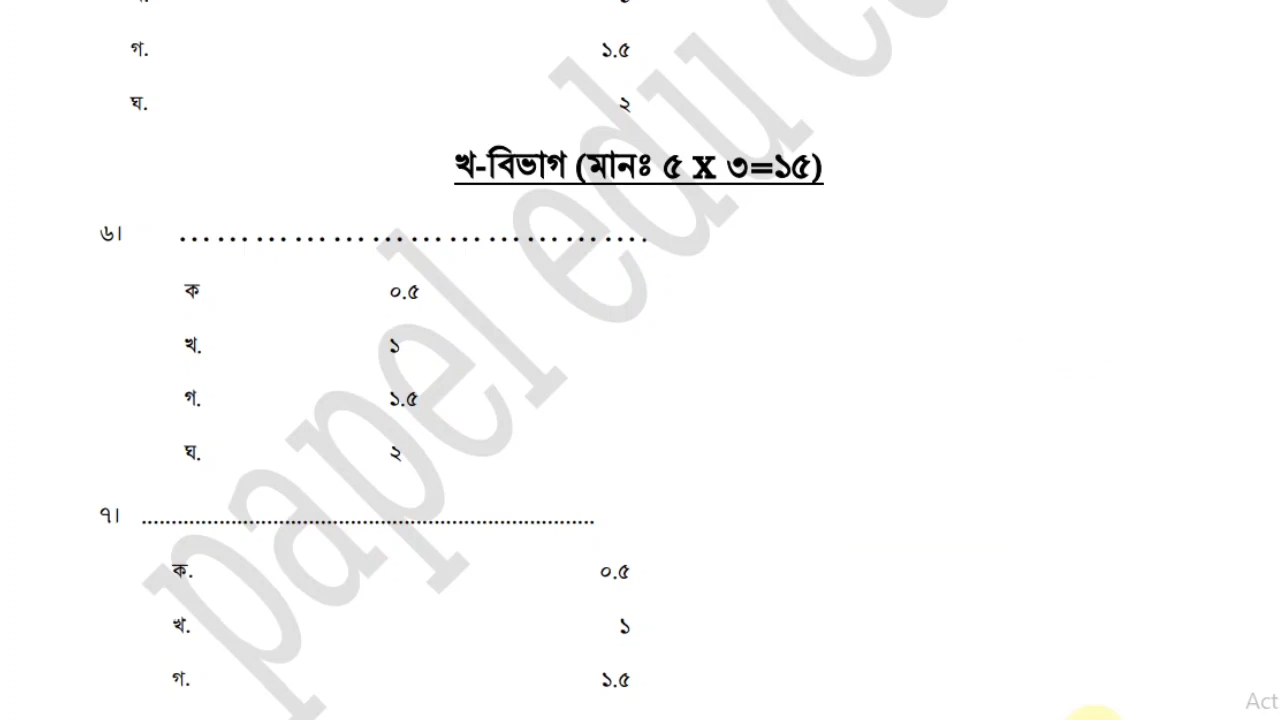 গ. ১.৫
ঘ. ২
খ-বিভাগ (মানঃ ৫ X ৩=১৫)
৬। ………………………………….
ক ০.৫
খ. ১
গ. ১.৫
ঘ. ২
৭। ...........................................................................
ক. ০.৫
খ. ১
গ. ১.৫
papel edu
Act